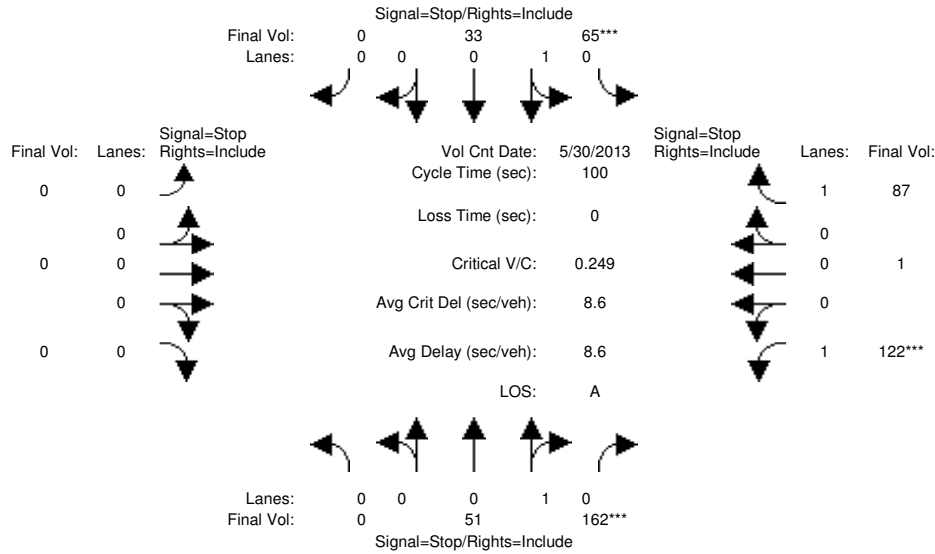 Signal=Stop/Rights=Include
Final Vol: 0 33 65***
Lanes: 0 0 0 1 0
Signal=Stop
Final Vol: Lanes: Rights=Include
Vol Cnt Date: 5/30/2013
Signal=Stop
Rights=Include Lanes: Final Vol:
Cycle Time (sec): 100
0 0 1 87
Loss Time (sec): 0
0 0
0 0 Critical V/C: 0.249 0 1
0 Avg Crit Del (sec/veh): 8.6 0
0 0 Avg Delay (sec/veh): 8.6 1 122***
LOS: A
Lanes: 0 0 0 1 0
Final Vol: 0 51 162***
Signal=Stop/Rights=Include